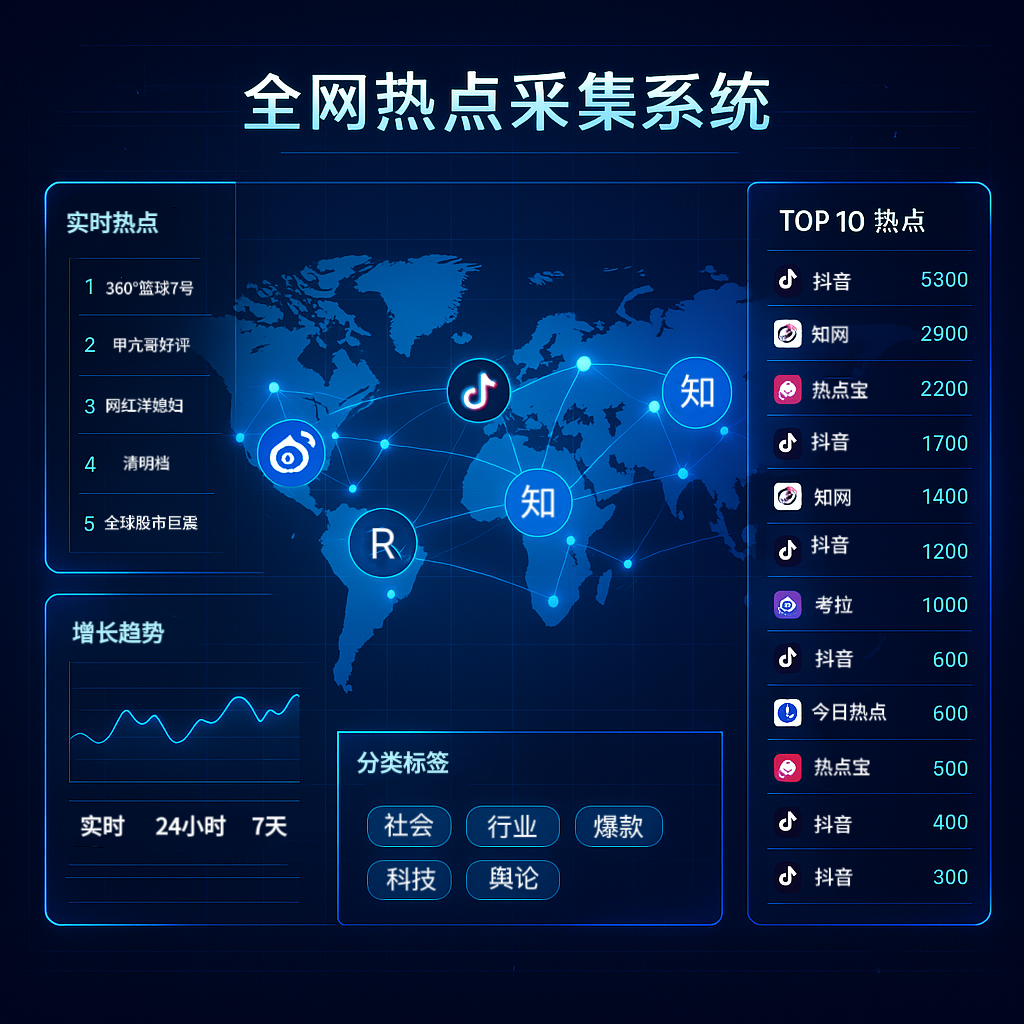 全网热点采集系统
实时热点
1 360°篮球7号
2 甲亢哥好评
3 网红洋媳妇
4 清明档
5 全球股市巨震
增长趋势
实时 24小时 7天
知
知
R
分类标签
社会 行业 爆款
科技 舆论
TOP 10 热点
抖音 5300
知网 2900
热点宝 2200
抖音 1700
知网 1400
抖音 1200
考拉 1000
抖音 600
今日热点 600
热点宝 500
抖音 400
抖音 300